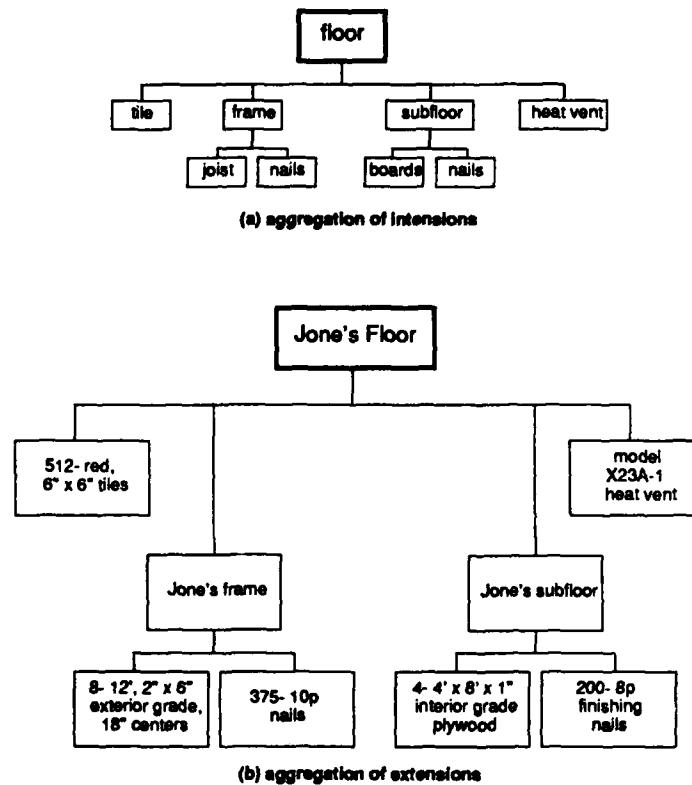 floor
tile
frame
subfloor
heat vent
joist
nails
boards
nails
(a) aggregation of intensions
Jone's Floor
512- red,
6" x 6" tiles
model
X23A-1
heat vent
Jone's frame
Jone's subfloor
8- 12', 2" x 6"
exterior grade,
18" centers
375- 10p
nails
4- 4' x 8' x 1"
interior grade
plywood
200- 8p
finishing
nails
(b) aggregation of extensions